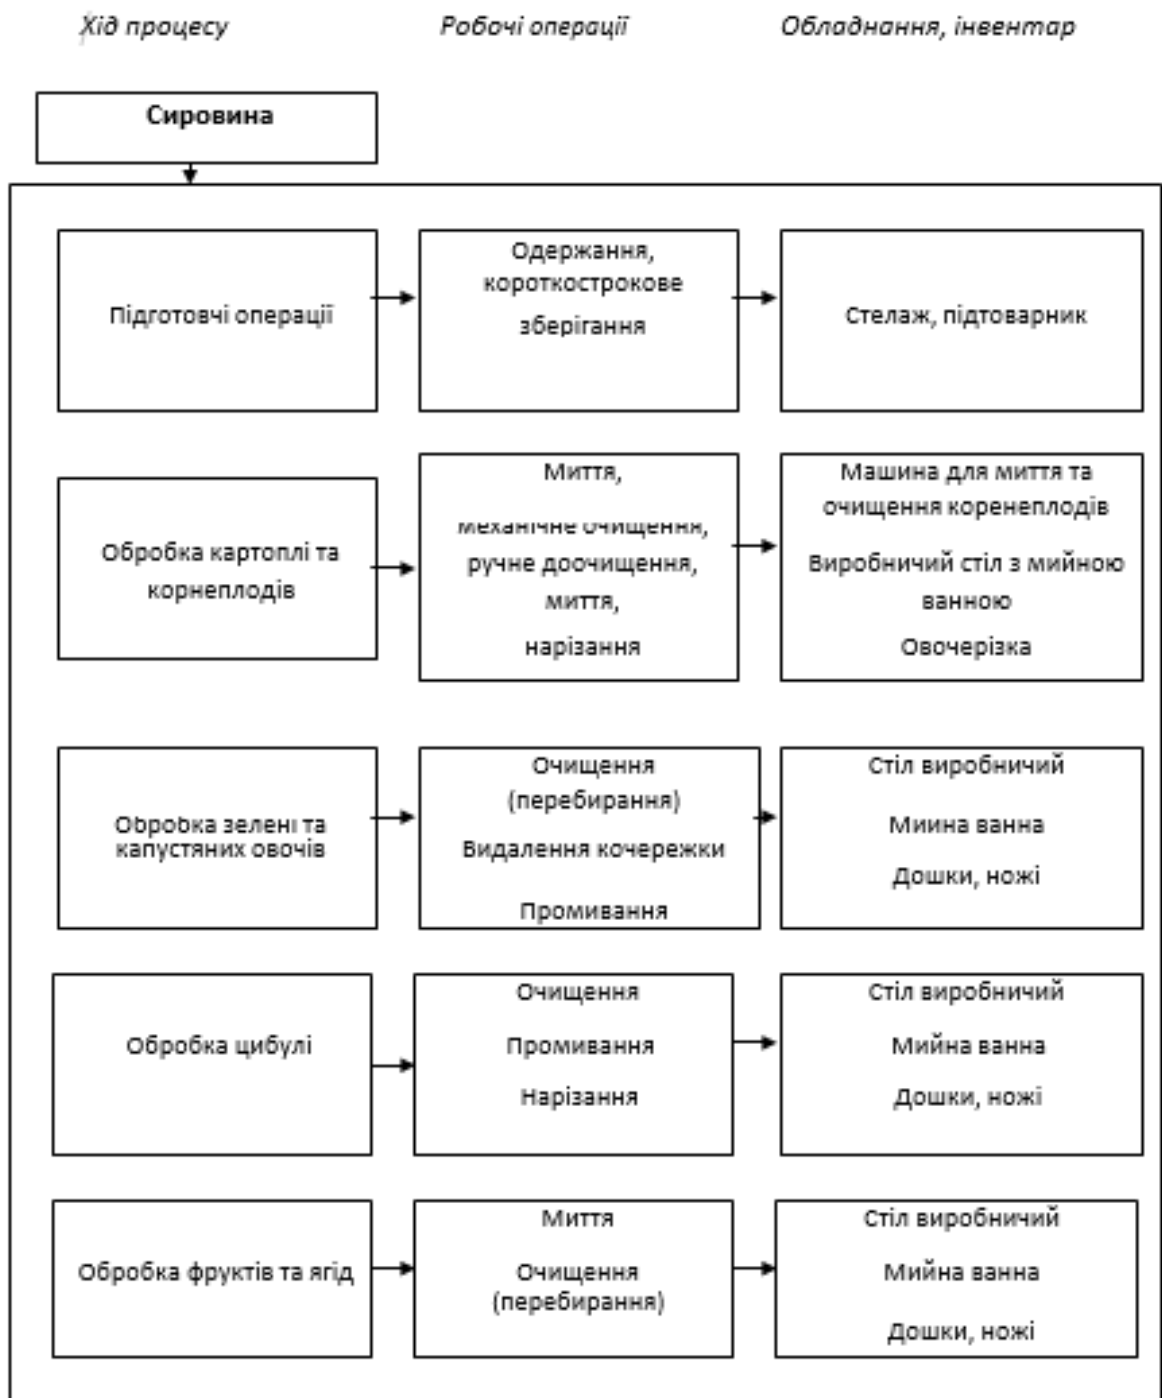 Хід процесу
Робочі операції
Обладнання, інвентар
Сировина
Підготовчі операції
Одержання,
короткострокове
зберігання
Стелаж, підтоварник
Обробка картоплі та
корнеплодів
Миття,
механічне очищення,
ручне доочищення,
миття,
нарізання
Машина для миття та
очищення коренеплодів
Виробничий стіл з мийною
ванною
Овочерізка
Обробка зелені та
капустяних овочів
Очищення
(перебирання)
Видалення кочережки
Промивання
Стіл виробничий
Мийна ванна
Дошки, ножі
Обробка цибулі
Очищення
Промивання
Нарізання
Стіл виробничий
Мийна ванна
Дошки, ножі
Обробка фруктів та ягід
Миття
Очищення
(перебирання)
Стіл виробничий
Мийна ванна
Дошки, ножі